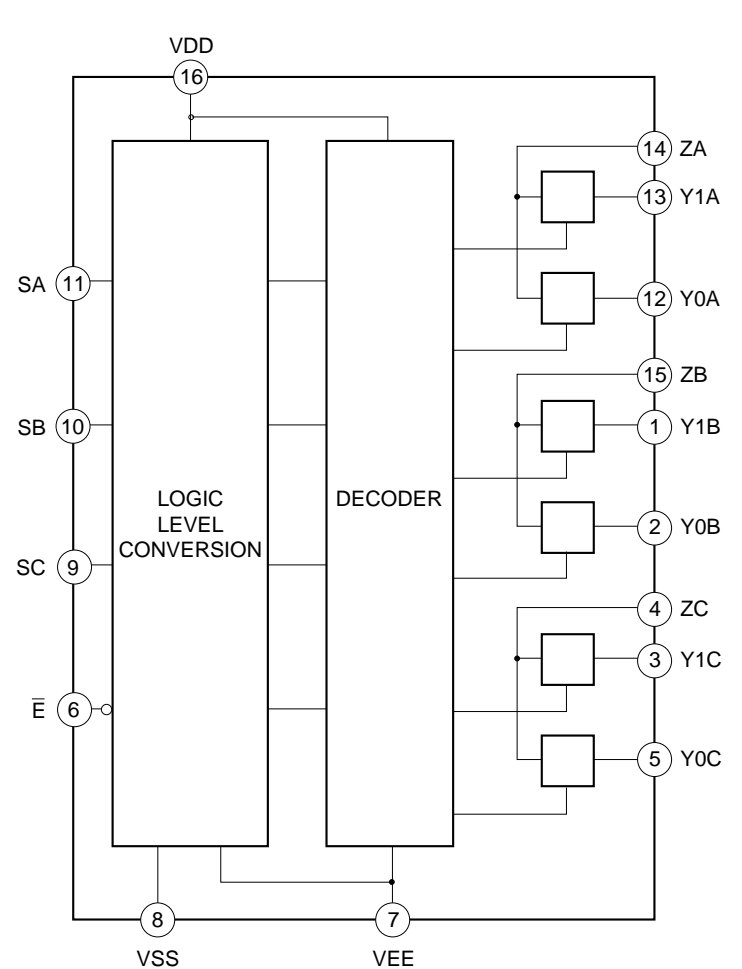 VDD
16
14 ZA
13 Y1A
SA 11
12 Y0A
15 ZB
SB 10
1 Y1B
LOGIC
LEVEL
CONVERSION
DECODER
2 Y0B
SC 9
4 ZC
3 Y1C
E̅ 6
5 Y0C
8
7
VSS
VEE